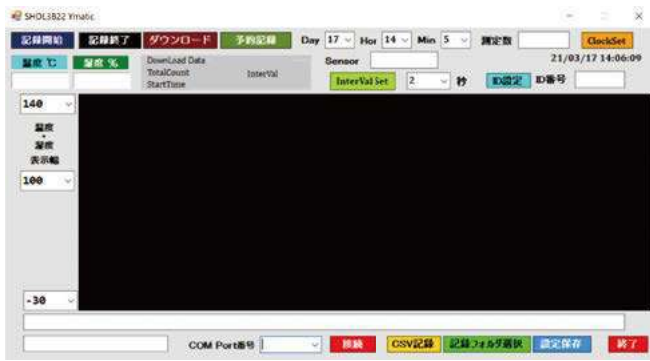 SHDL3B22 Ymatic
記録開始 記録終了 ダウンロード 予約記録 Day 17 Hor 14 Min 5 測定数 ClockSet
温度 ℃ 湿度 % DownLoad Data Sensor 21/03/17 14:06:09
TotalCount InterVal InterVal Set 2 秒 ID設定 ID番号
StartTime
140
温度
・
湿度
表示幅
100
-30
COM Port番号 接続 CSV記録 記録フォルダ選択 設定保存 終了